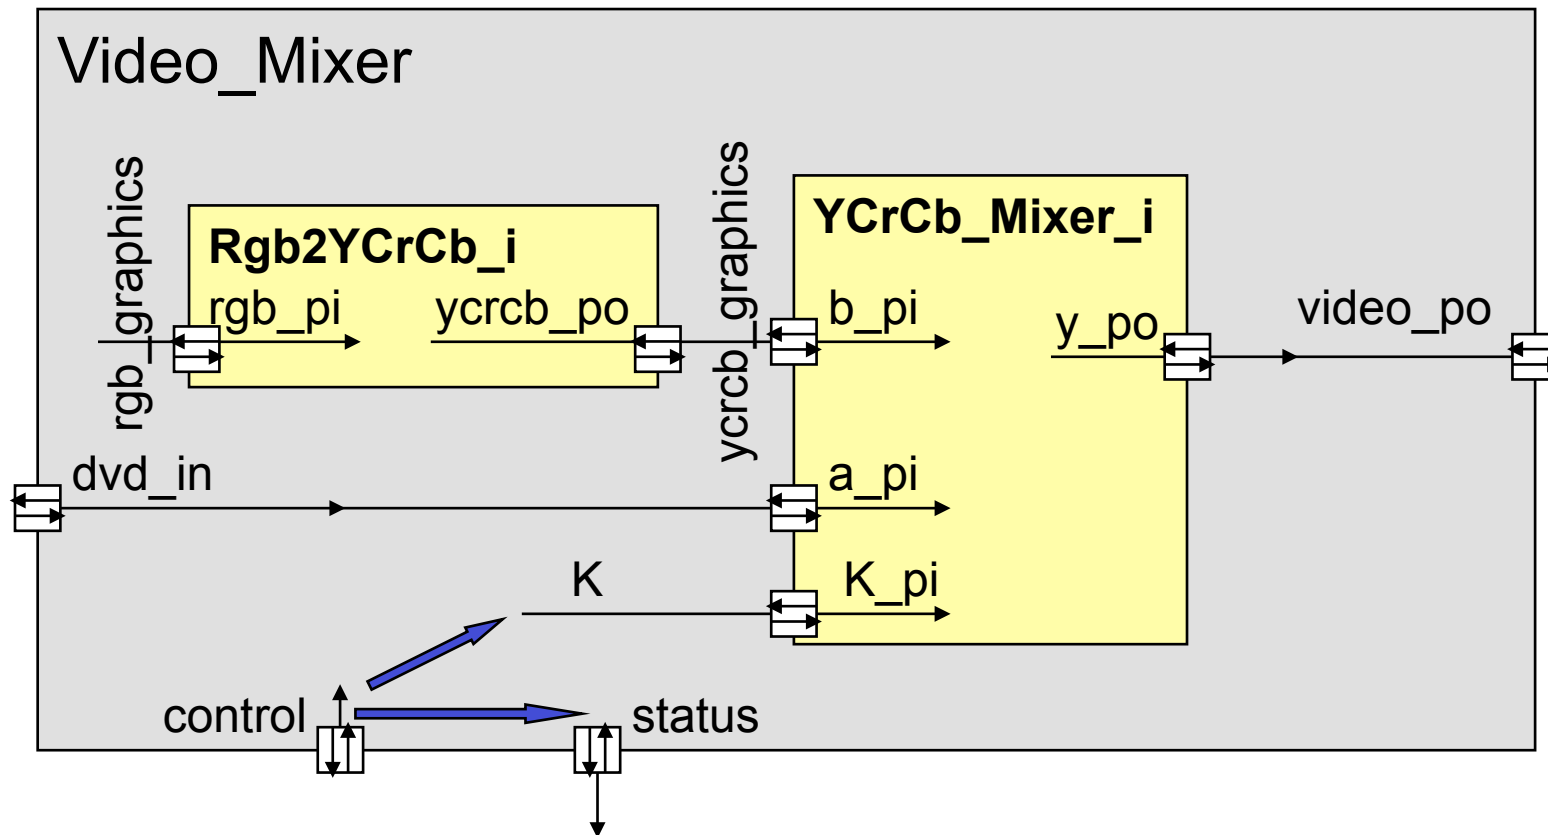 Video_Mixer
rgb_graphics
Rgb2YCrCb_i
rgb_pi
ycrcb_po
ycrcb_graphics
YCrCb_Mixer_i
b_pi
y_po
video_po
dvd_in
a_pi
K
K_pi
control
status